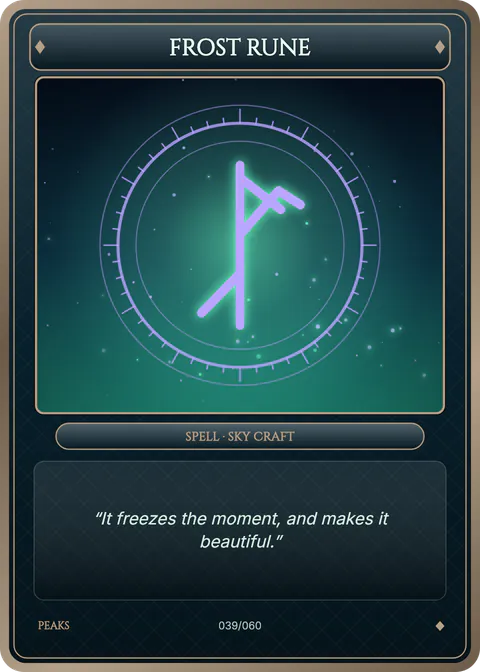 FROST RUNE
SPELL · SKY CRAFT
“It freezes the moment, and makes it
beautiful.”
PEAKS
039/060